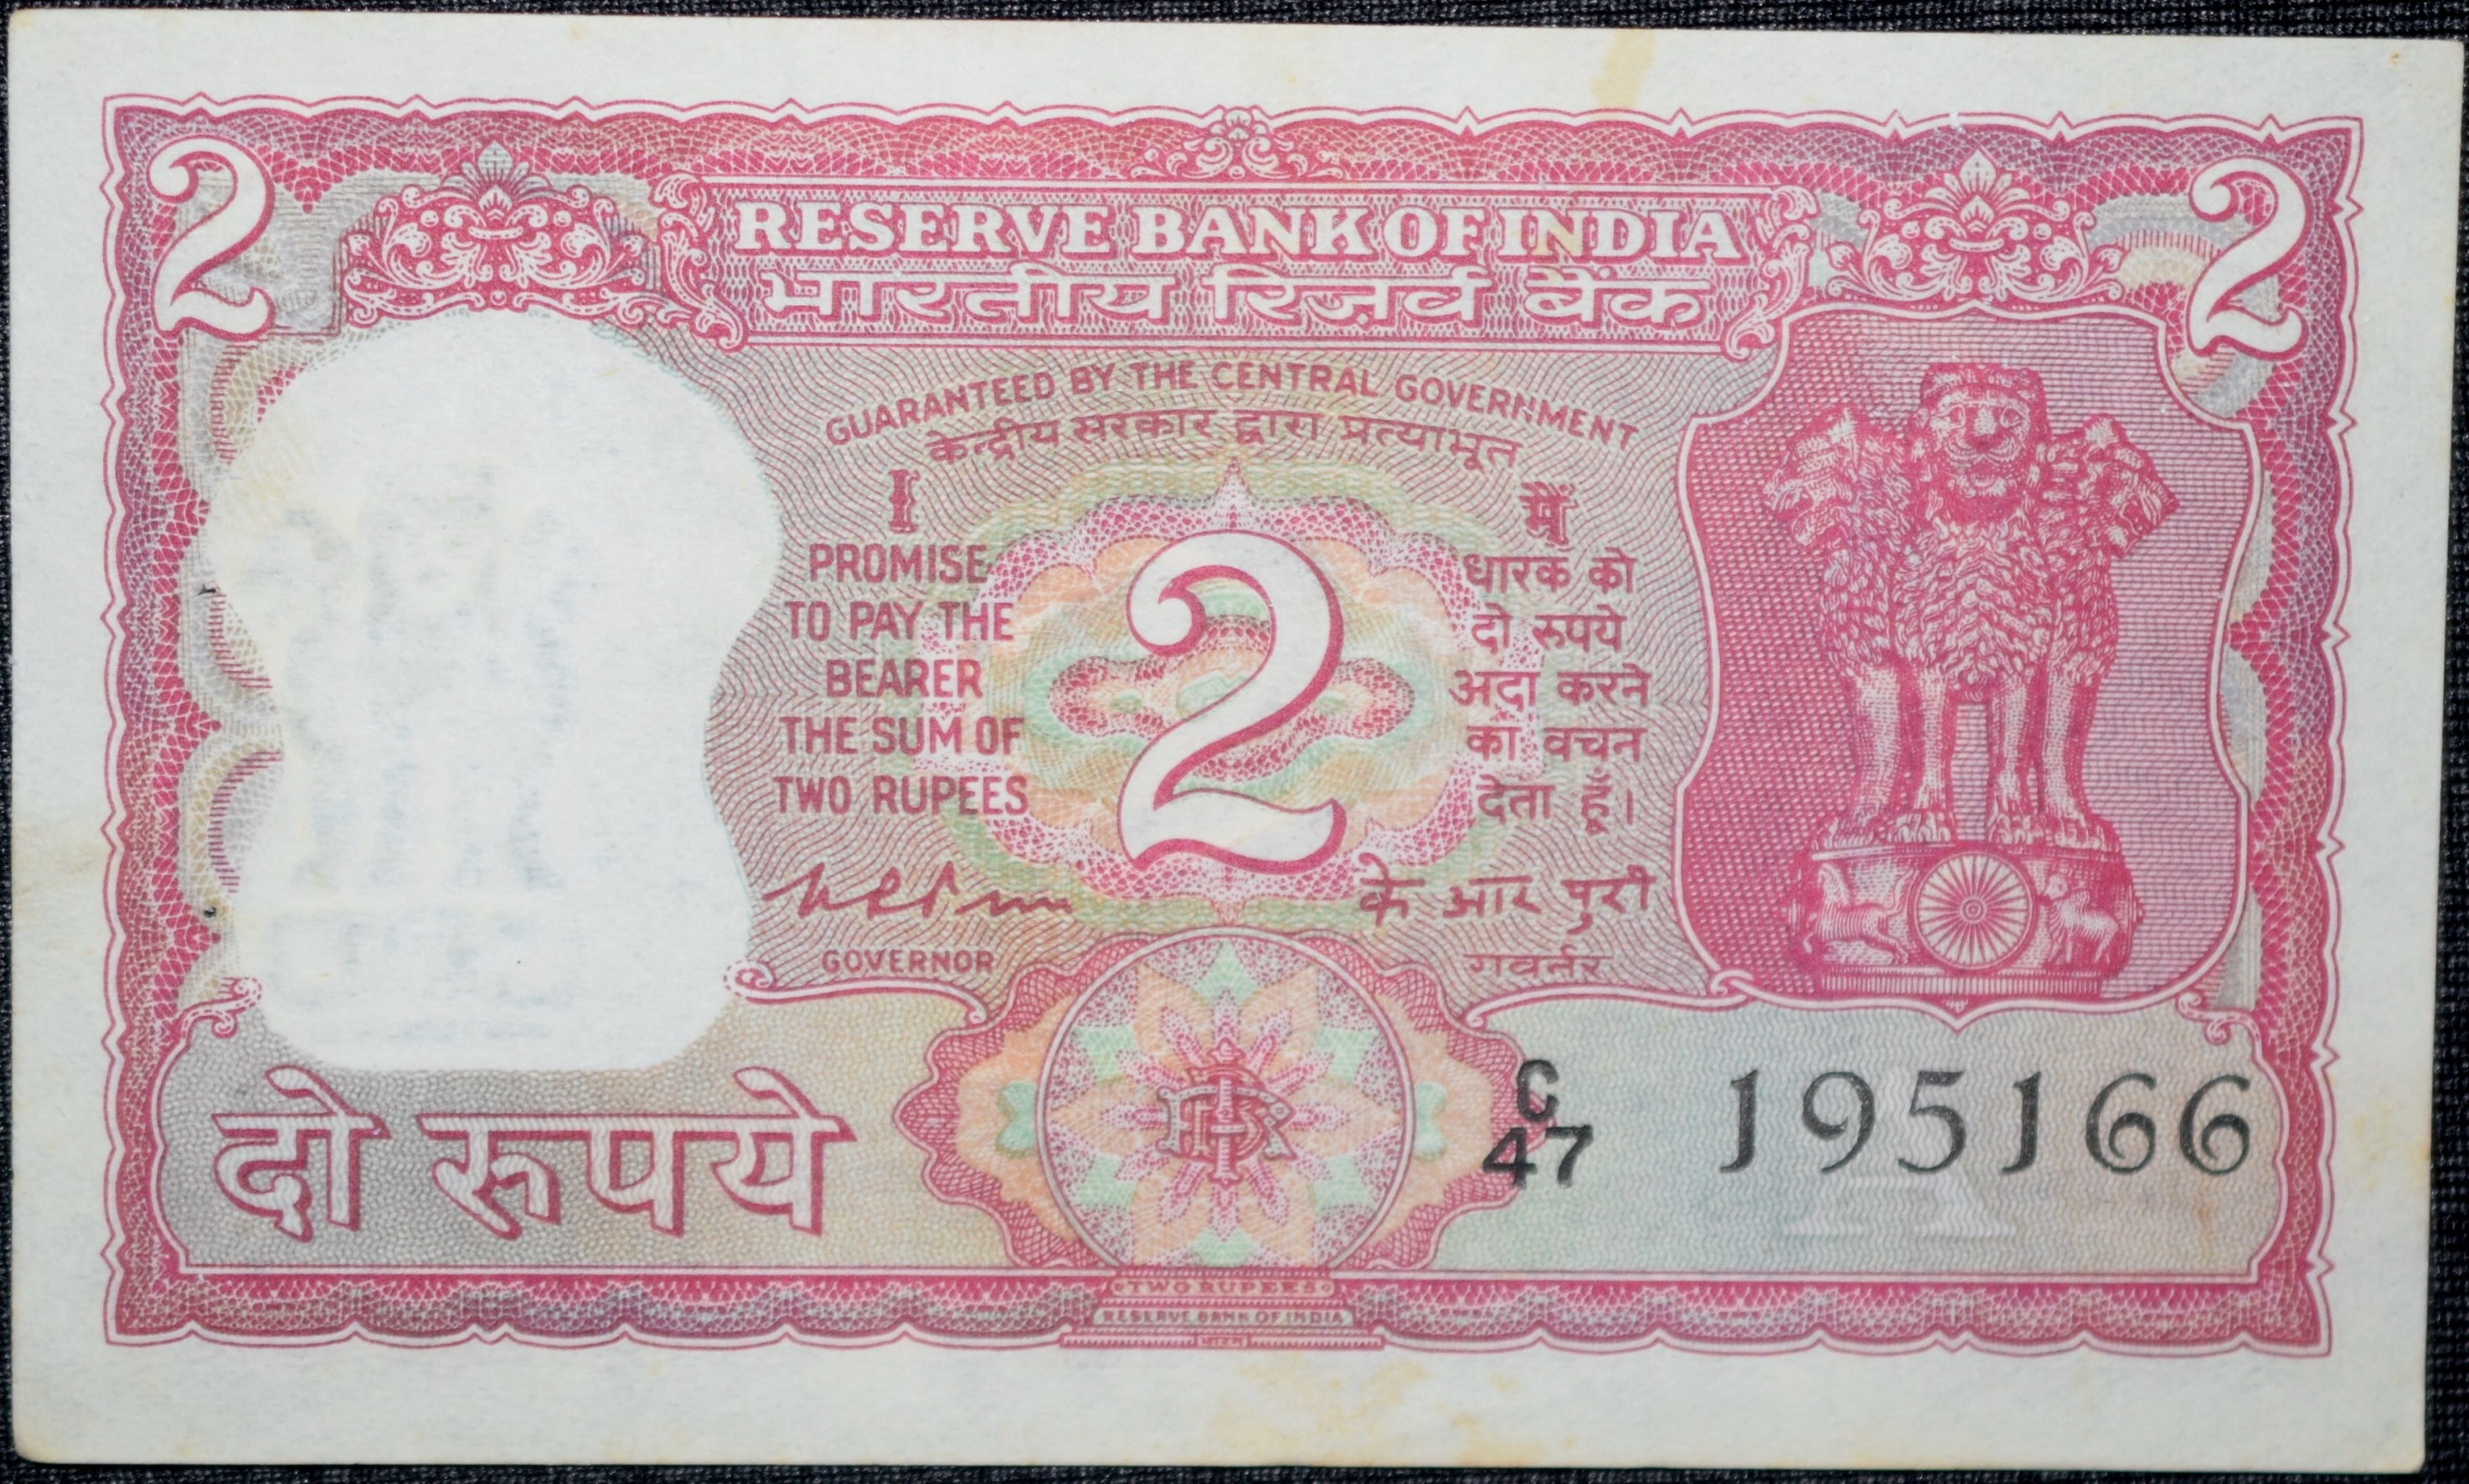 2 2
RESERVE BANK OF INDIA
भारतीय रिज़र्व बैंक
GUARANTEED BY THE CENTRAL GOVERNMENT
केन्द्रीय सरकार द्वारा प्रत्याभूत
I
PROMISE
TO PAY THE
BEARER
THE SUM OF
TWO RUPEES
2
मैं
धारक को
दो रुपये
अदा करने
का वचन
देता हूँ।
के आर पुरी
GOVERNOR
गवर्नर
दो रुपये
C
47 195166
A
TWO RUPEES
RESERVE BANK OF INDIA
भारत